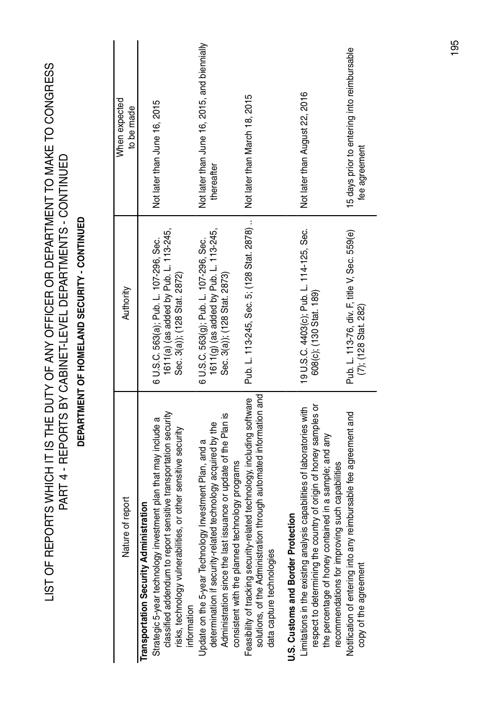 LIST OF REPORTS WHICH IT IS THE DUTY OF ANY OFFICER OR DEPARTMENT TO MAKE TO CONGRESS
PART 4 - REPORTS BY CABINET-LEVEL DEPARTMENTS - CONTINUED
DEPARTMENT OF HOMELAND SECURITY - CONTINUED
Nature of report
Authority
When expected
to be made
Transportation Security Administration
Strategic 5-year technology investment plan that may include a
classified addendum to report sensitive transportation security
risks, technology vulnerabilities, or other sensitive security
information
6 U.S.C. 563(a); Pub. L. 107-296, Sec.
1611(a) (as added by Pub. L. 113-245,
Sec. 3(a)); (128 Stat. 2872)
Not later than June 16, 2015
Update on the 5-year Technology Investment Plan, and a
determination if security-related technology acquired by the
Administration since the last issuance or update of the Plan is
consistent with the planned technology programs
6 U.S.C. 563(g); Pub. L. 107-296, Sec.
1611(g) (as added by Pub. L. 113-245,
Sec. 3(a)); (128 Stat. 2873)
Not later than June 16, 2015, and biennially
thereafter
Feasibility of tracking security-related technology, including software
solutions, of the Administration through automated information and
data capture technologies
Pub. L. 113-245, Sec. 5; (128 Stat. 2878) ..
Not later than March 18, 2015
U.S. Customs and Border Protection
Limitations in the existing analysis capabilities of laboratories with
respect to determining the country of origin of honey samples or
the percentage of honey contained in a sample; and any
recommendations for improving such capabilities
19 U.S.C. 4403(c); Pub. L. 114-125, Sec.
608(c); (130 Stat. 189)
Not later than August 22, 2016
Notification of entering into any reimbursable fee agreement and
copy of the agreement
Pub. L. 113-76, div. F, title V, Sec. 559(e)
(7); (128 Stat. 282)
15 days prior to entering into reimbursable
fee agreement
195